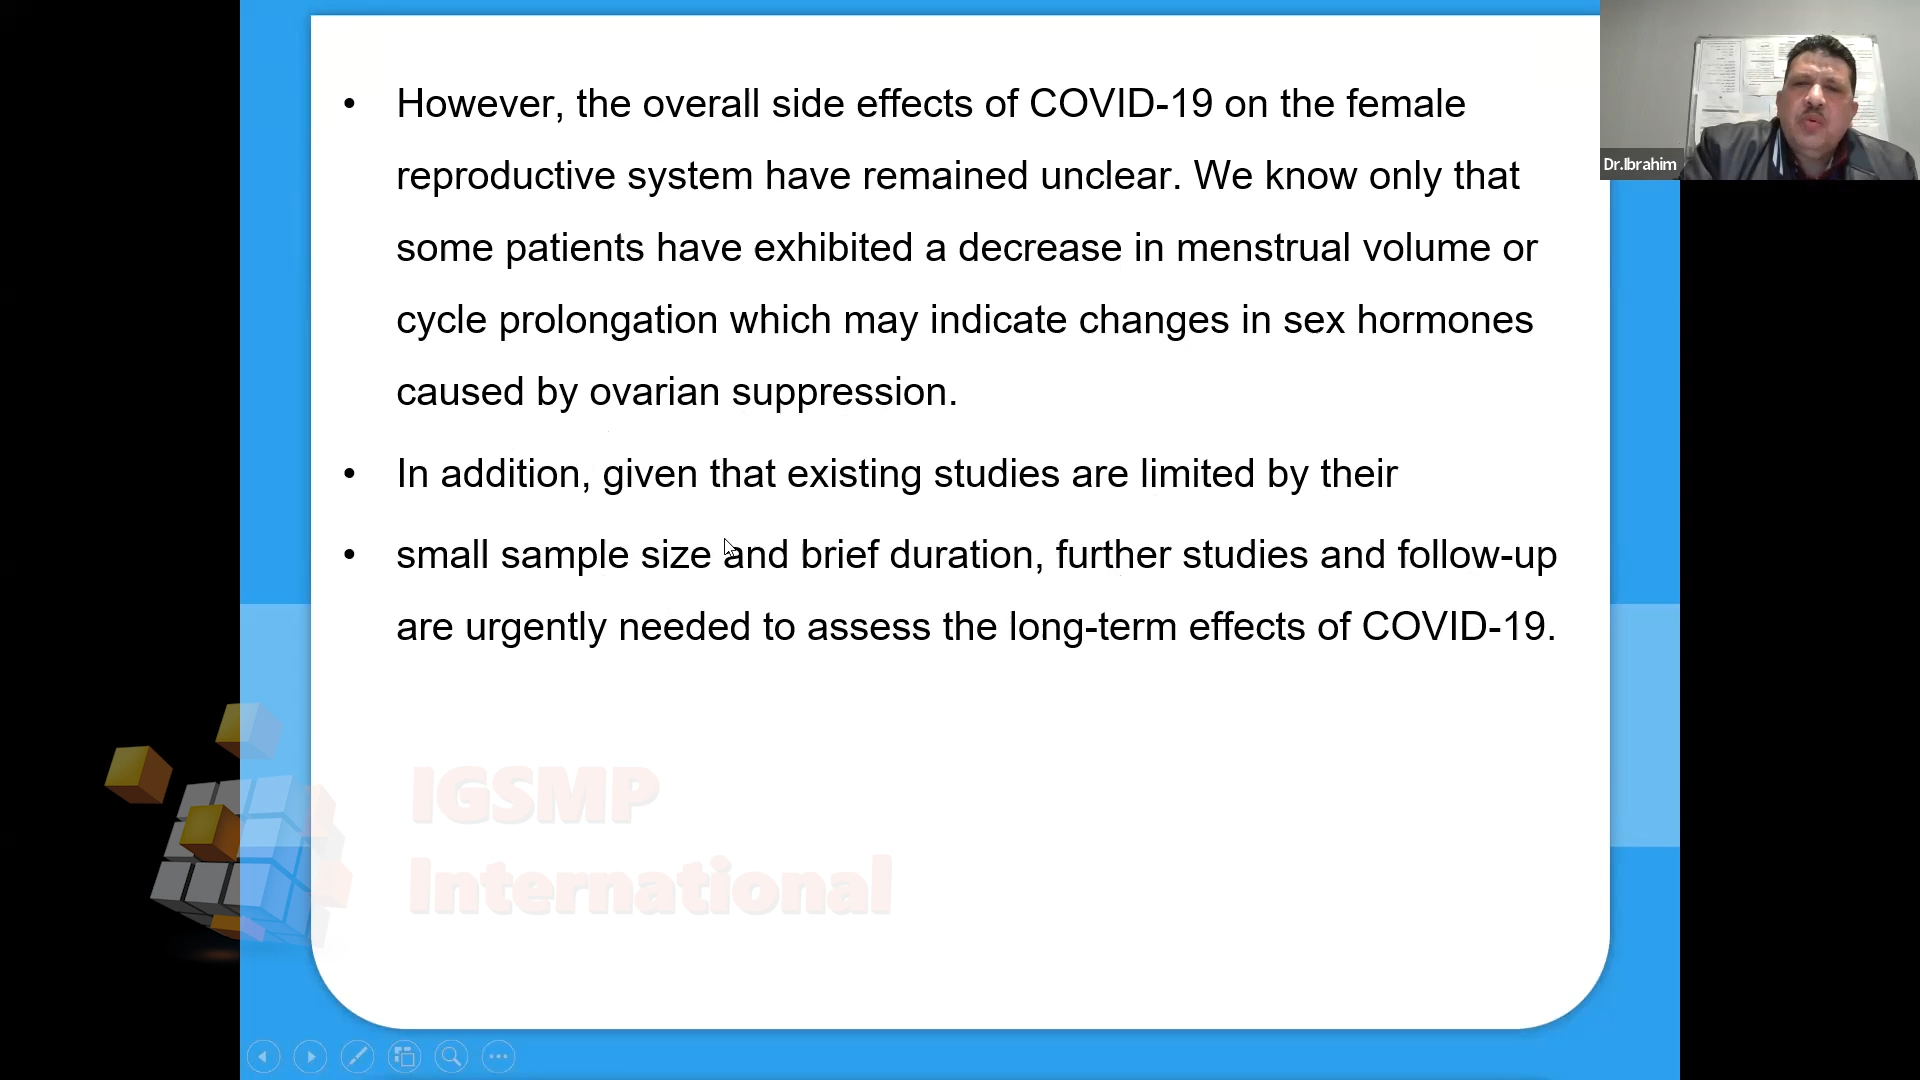 • However, the overall side effects of COVID-19 on the female
reproductive system have remained unclear. We know only that
some patients have exhibited a decrease in menstrual volume or
cycle prolongation which may indicate changes in sex hormones
caused by ovarian suppression.
• In addition, given that existing studies are limited by their
• small sample size and brief duration, further studies and follow-up
are urgently needed to assess the long-term effects of COVID-19.
Dr.Ibrahim
IGSMP
International